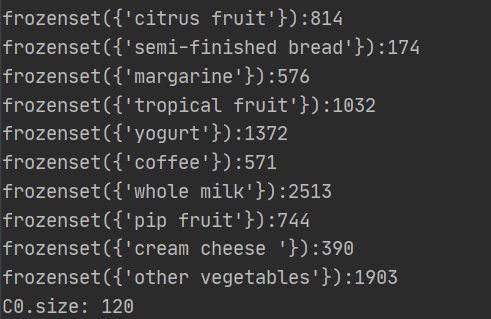 frozenset({'citrus fruit'}):814
frozenset({'semi-finished bread'}):174
frozenset({'margarine'}):576
frozenset({'tropical fruit'}):1032
frozenset({'yogurt'}):1372
frozenset({'coffee'}):571
frozenset({'whole milk'}):2513
frozenset({'pip fruit'}):744
frozenset({'cream cheese '}):390
frozenset({'other vegetables'}):1903
C0.size: 120